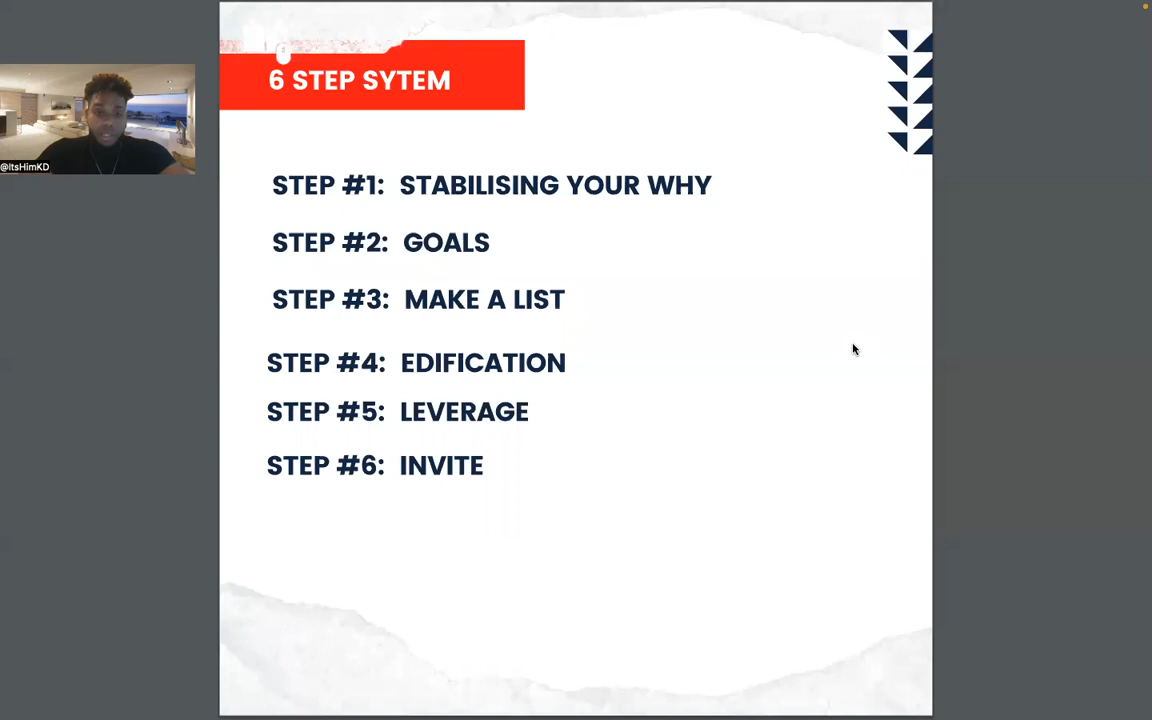 6 STEP SYTEM
@ItsHimKD
STEP #1: STABILISING YOUR WHY
STEP #2: GOALS
STEP #3: MAKE A LIST
STEP #4: EDIFICATION
STEP #5: LEVERAGE
STEP #6: INVITE